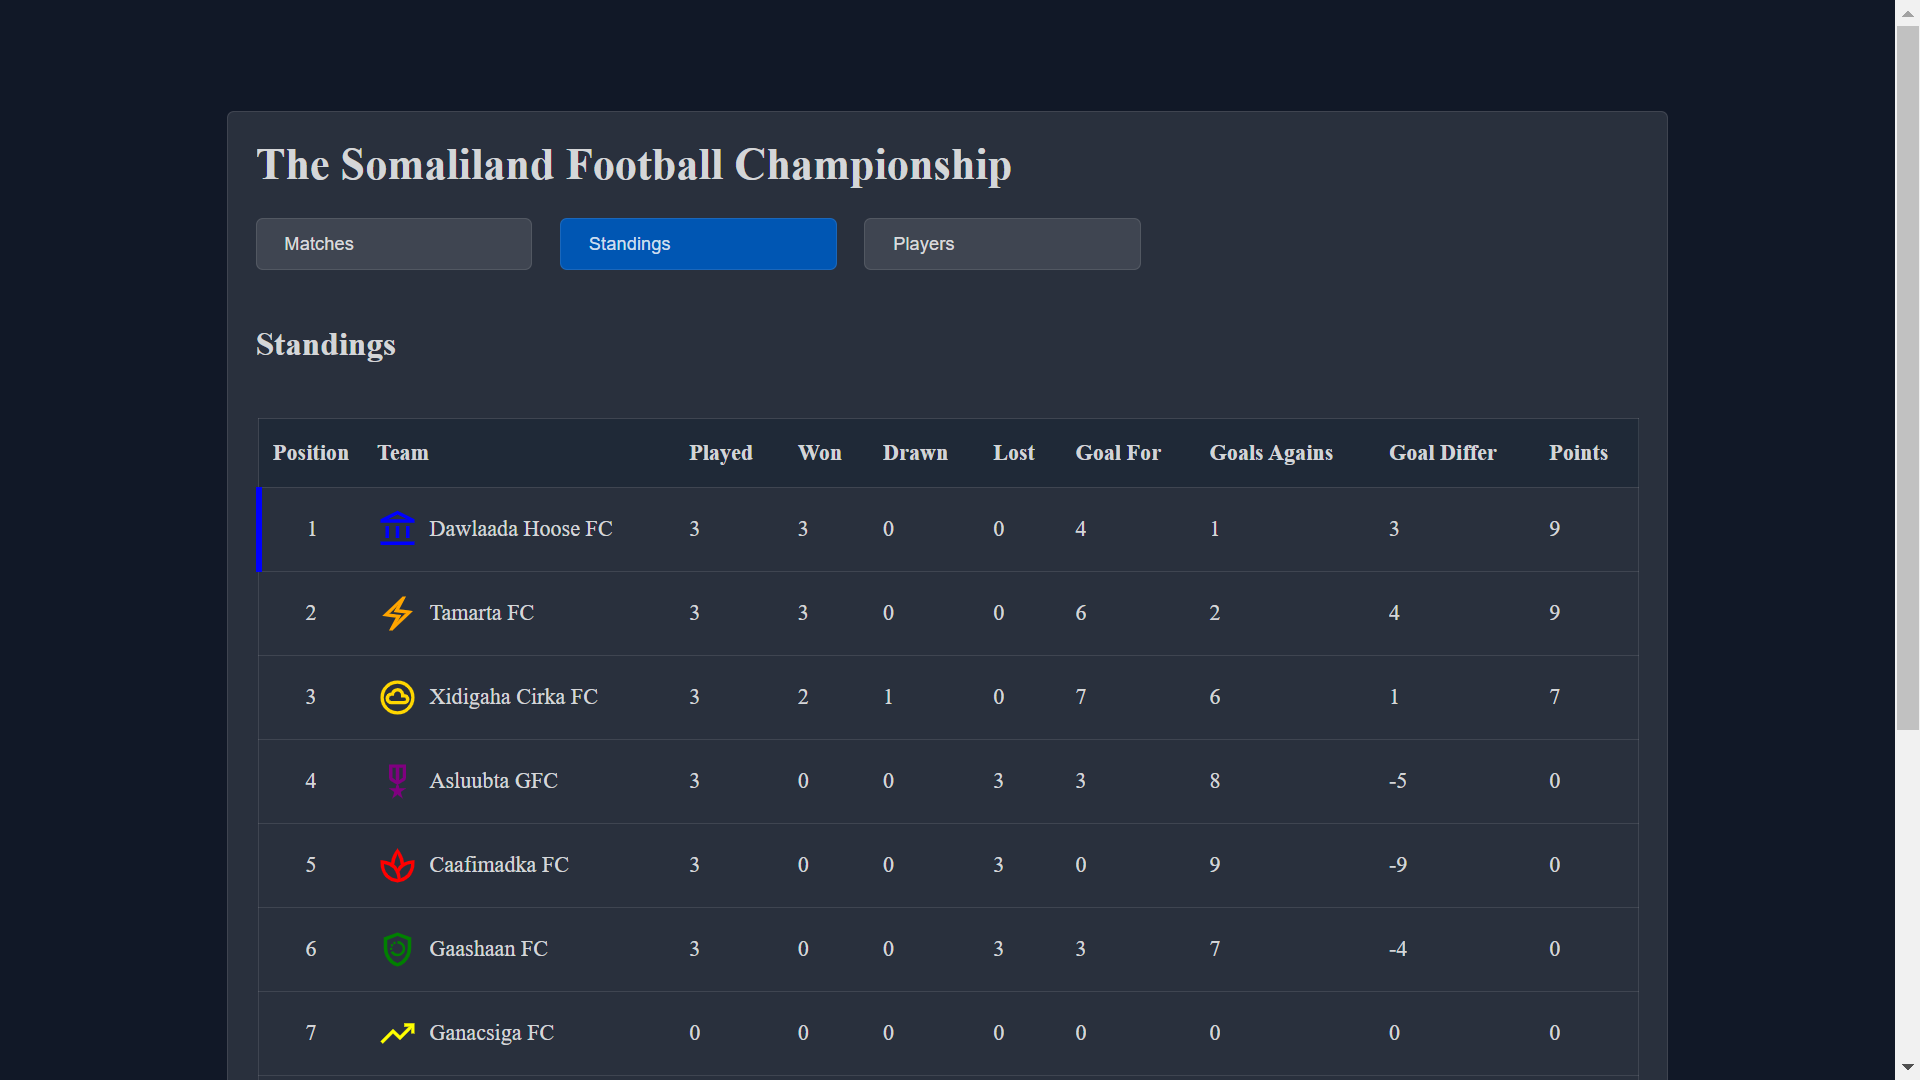 The Somaliland Football Championship
Matches Standings Players
Standings
Position Team Played Won Drawn Lost Goal For Goals Agains Goal Differ Points
1 Dawlaada Hoose FC 3 3 0 0 4 1 3 9
2 Tamarta FC 3 3 0 0 6 2 4 9
3 Xidigaha Cirka FC 3 2 1 0 7 6 1 7
4 Asluubta GFC 3 0 0 3 3 8 -5 0
5 Caafimadka FC 3 0 0 3 0 9 -9 0
6 Gaashaan FC 3 0 0 3 3 7 -4 0
7 Ganacsiga FC 0 0 0 0 0 0 0 0